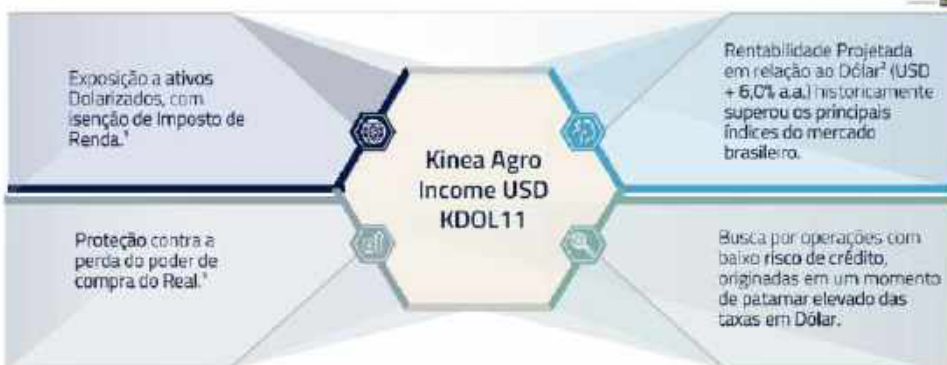 Exposição a ativos
Dolarizados, com
isenção de Imposto de
Renda.¹
Rentabilidade Projetada
em relação ao Dólar² (USD
+ 6,0% a.a.) historicamente
superou os principais
índices do mercado
brasileiro.
Kinea Agro
Income USD
KDOL11
Proteção contra a
perda do poder de
compra do Real.¹
Busca por operações com
baixo risco de crédito,
originadas em um momento
de patamar elevado das
taxas em Dólar.